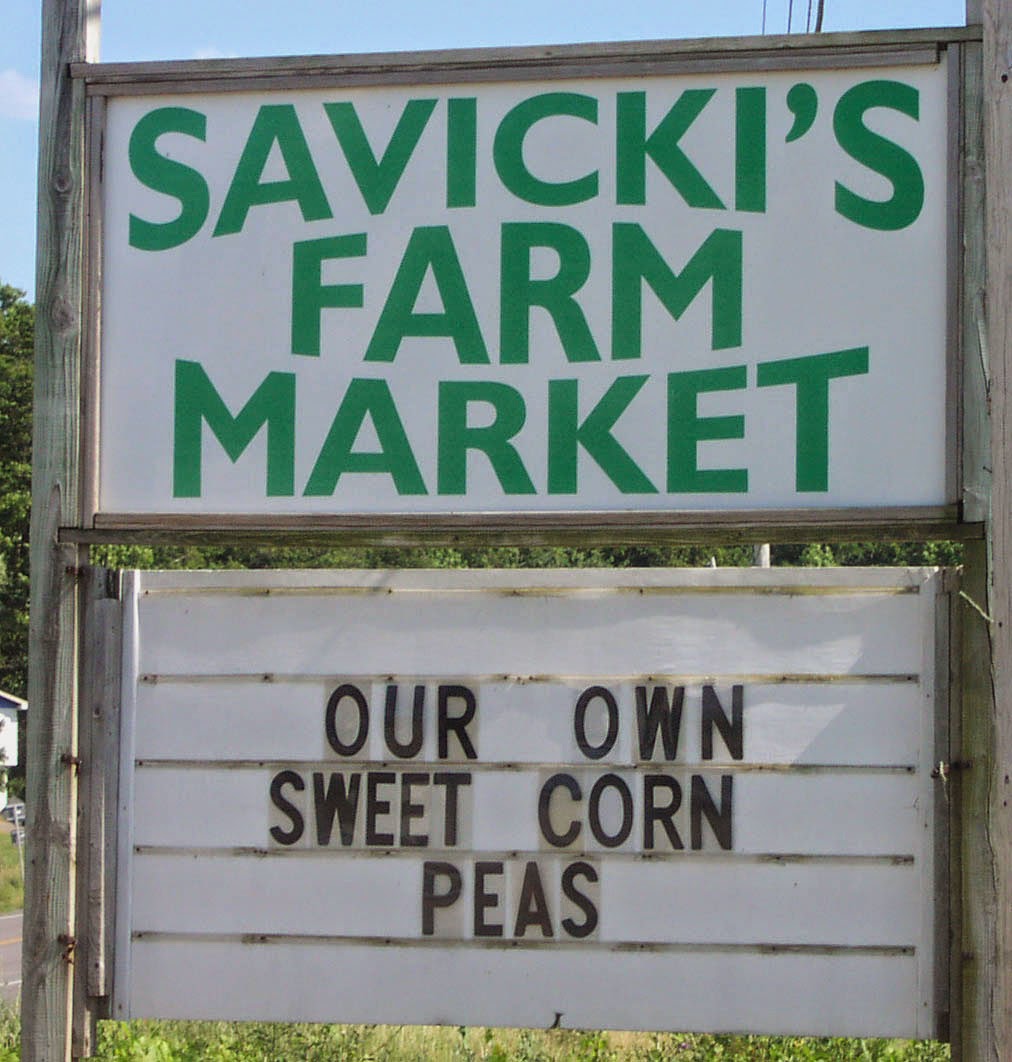 SAVICKI'S
FARM
MARKET
OUR OWN
SWEET CORN
PEAS